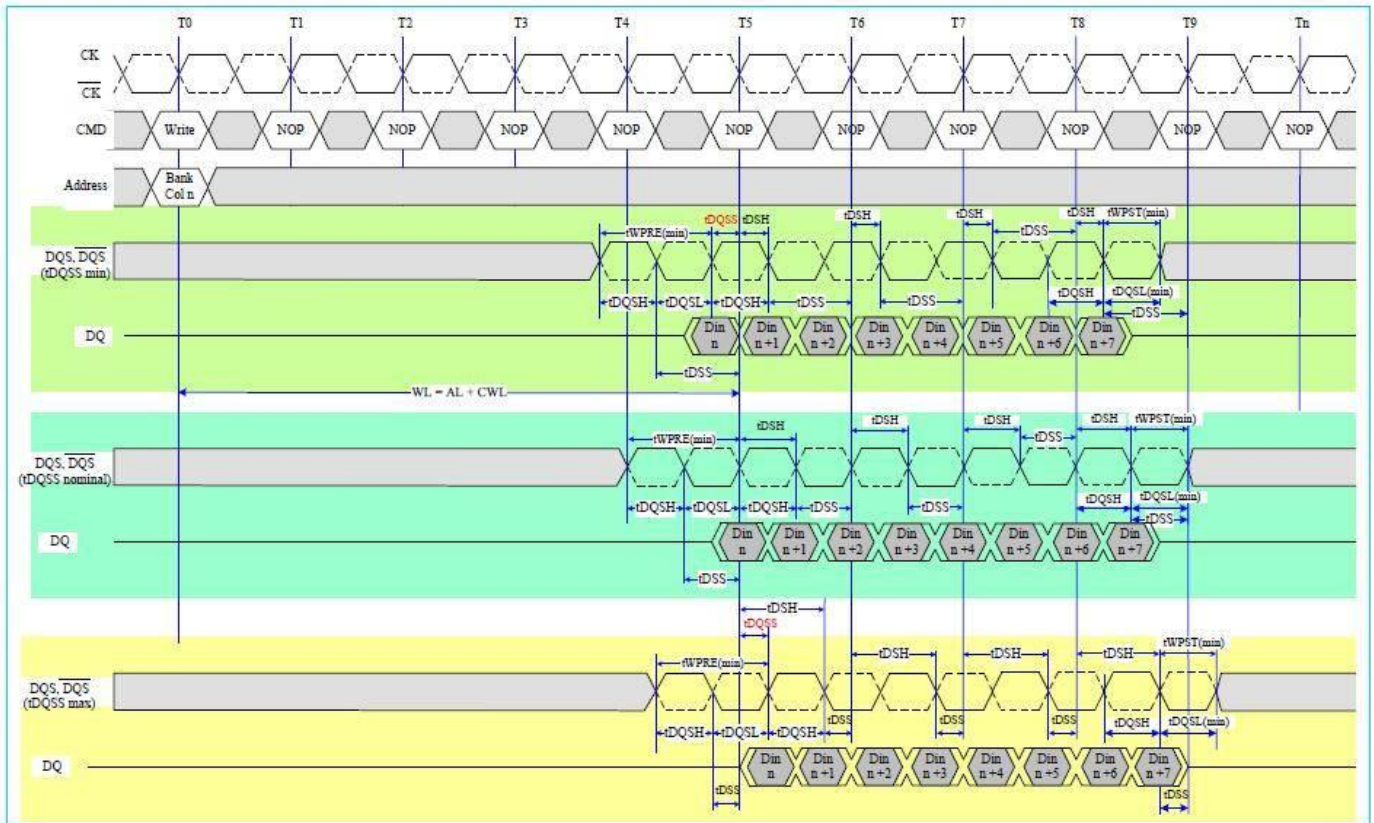 T0 T1 T2 T3 T4 T5 T6 T7 T8 T9 Tn
CK
CK
CMD Write NOP NOP NOP NOP NOP NOP NOP NOP NOP NOP
Address Bank
Col n
tDQSS tDSH tDSH tDSH tDSH tWPST(min)
tWPRE(min) tDSS
DQS, DQS
(tDQSS min)
tDQSH tDQSL tDQSH tDSS tDSS tDQSH tDQSL(min)
tDSS
DQ Din Din Din Din Din Din Din Din
n n +1 n +2 n +3 n +4 n +5 n +6 n +7
tDSS
WL = AL + CWL
tDSH tDSH tDSH tDSH tWPST(min)
tWPRE(min) tDSS
DQS, DQS
(tDQSS nominal)
tDQSH tDQSL tDQSH tDSS tDSS tDQSH tDQSL(min)
tDSS
DQ Din Din Din Din Din Din Din Din
n n +1 n +2 n +3 n +4 n +5 n +6 n +7
tDSS
tDSH
tDQSS
tWPRE(min) tDSH tDSH tDSH tWPST(min)
DQS, DQS
(tDQSS max)
tDQSH tDQSL tDQSH tDSS tDSS tDSS tDQSH tDQSL(min)
DQ Din Din Din Din Din Din Din Din
n n +1 n +2 n +3 n +4 n +5 n +6 n +7
tDSS tDSS